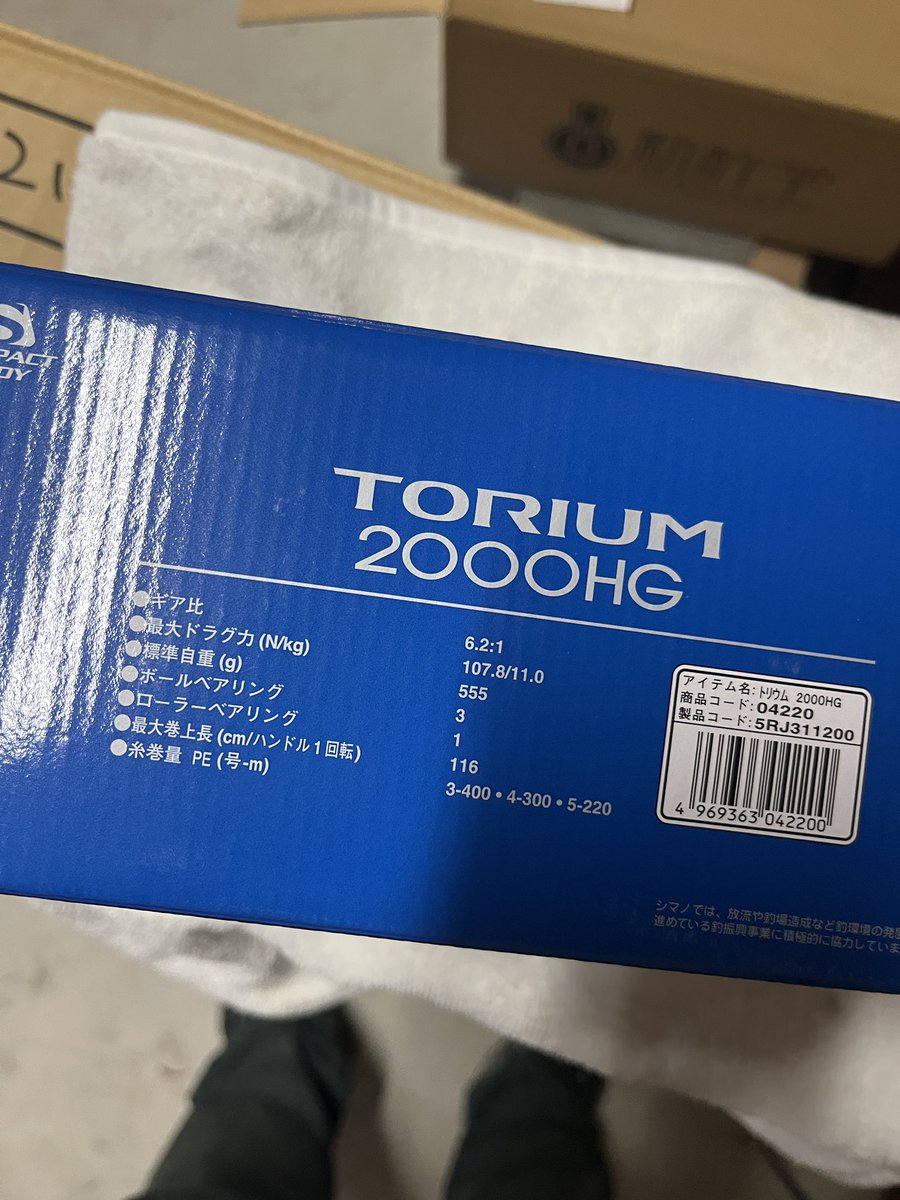 21
S
PACT
DY
TORIUM
2000HG
●ギア比 6.2:1
●最大ドラグ力 (N/kg) 107.8/11.0
●標準自重 (g) 555
●ボールベアリング 3
●ローラーベアリング 1
●最大巻上長 (cm/ハンドル1回転) 116
●糸巻量 PE (号-m) 3-400・4-300・5-220
アイテム名: トリウム 2000HG
商品コード: 04220
製品コード: 5RJ311200
4 969363 042200
シマノでは、放流や釣場造成など釣環境の発
進めている釣振興事業に積極的に協力していま